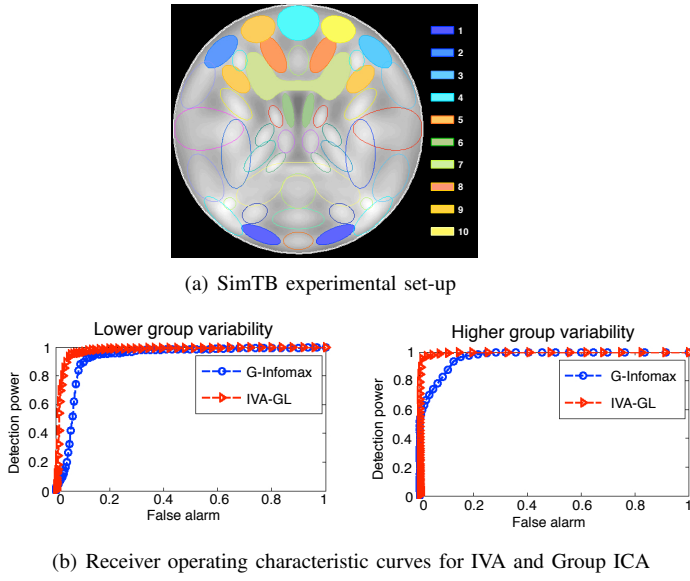 1
2
3
4
5
6
7
8
9
10
(a) SimTB experimental set-up
Lower group variability
Detection power
1
0.8
0.6
0.4
0.2
0
0
0.2
0.4
0.6
0.8
1
False alarm
G-Infomax
IVA-GL
Higher group variability
Detection power
1
0.8
0.6
0.4
0.2
0
0
0.2
0.4
0.6
0.8
1
False alarm
G-Infomax
IVA-GL
(b) Receiver operating characteristic curves for IVA and Group ICA